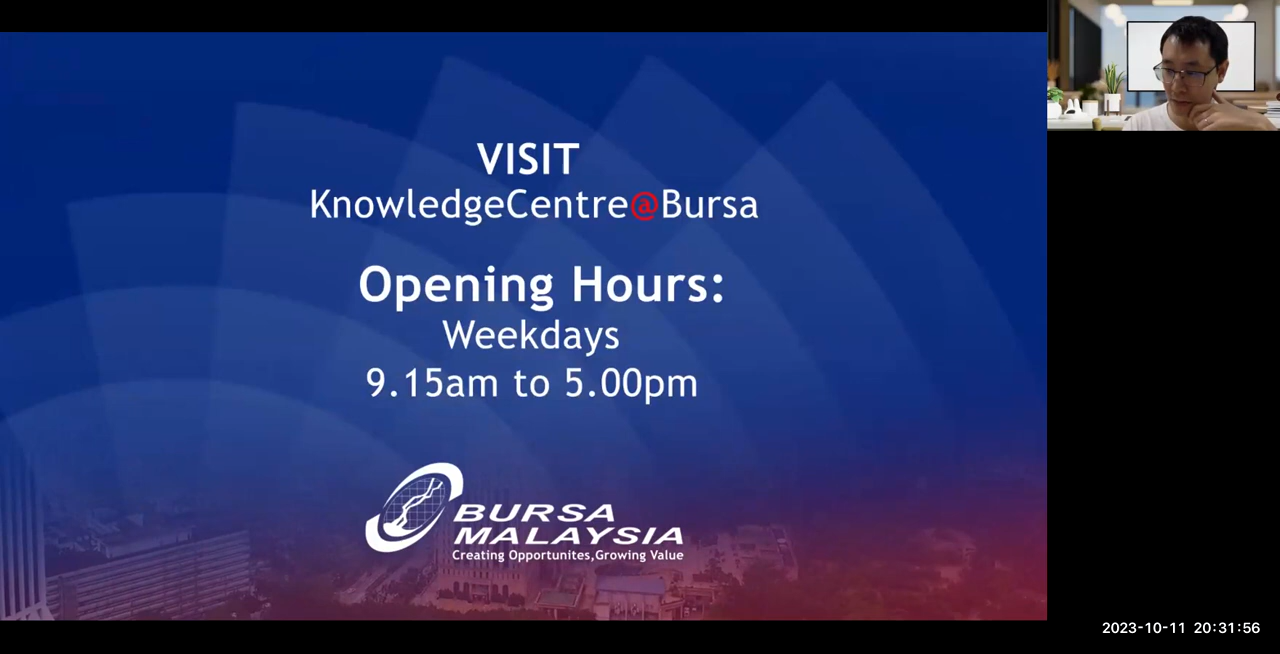 VISIT
KnowledgeCentre@Bursa
Opening Hours:
Weekdays
9.15am to 5.00pm
BURSA
MALAYSIA
Creating Opportunites,Growing Value
2023-10-11 20:31:56